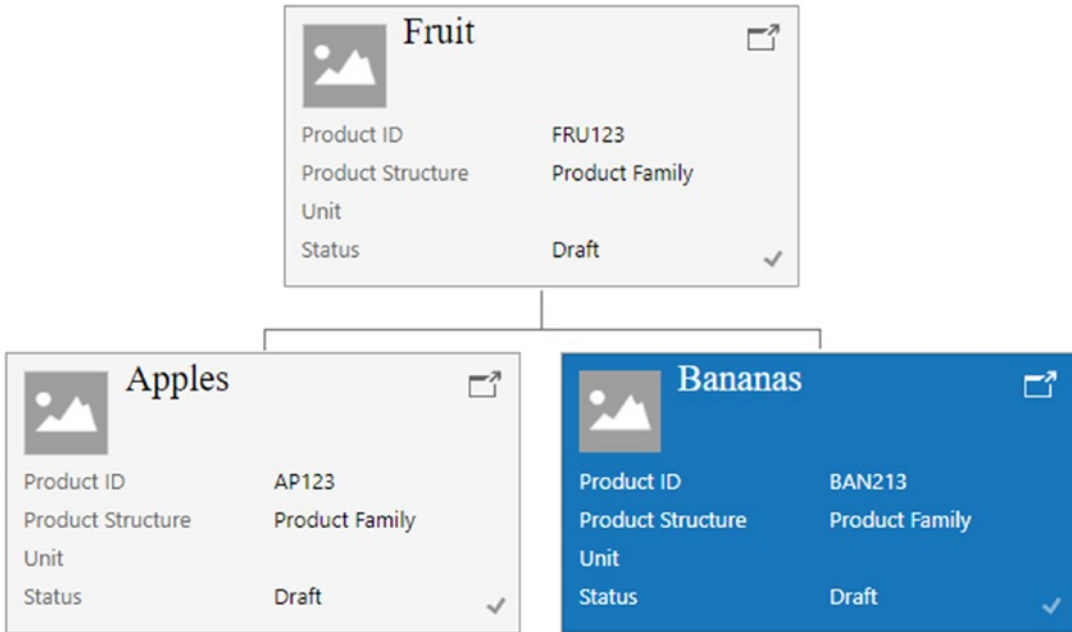 Fruit
Product ID FRU123
Product Structure Product Family
Unit
Status Draft
Apples
Product ID AP123
Product Structure Product Family
Unit
Status Draft
Bananas
Product ID BAN213
Product Structure Product Family
Unit
Status Draft